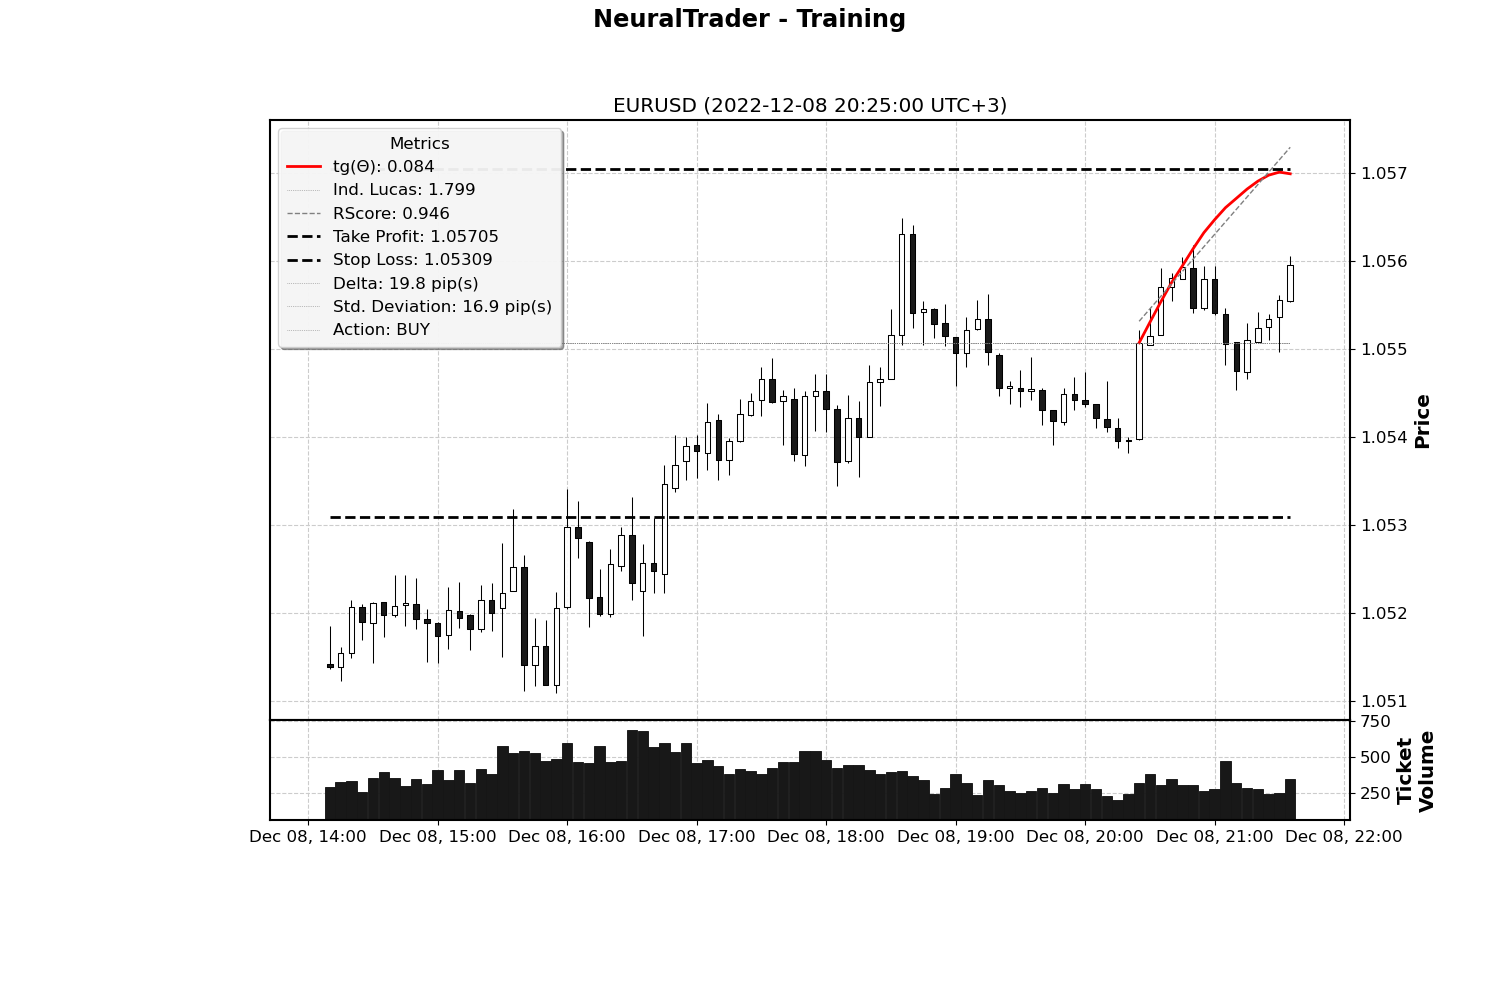 NeuralTrader - Training
EURUSD (2022-12-08 20:25:00 UTC+3)
Metrics
tg(Θ): 0.084
Ind. Lucas: 1.799
RScore: 0.946
Take Profit: 1.05705
Stop Loss: 1.05309
Delta: 19.8 pip(s)
Std. Deviation: 16.9 pip(s)
Action: BUY
1.057
1.056
1.055
1.054
1.053
1.052
1.051
Price
750
500
250
Ticket
Volume
Dec 08, 14:00
Dec 08, 15:00
Dec 08, 16:00
Dec 08, 17:00
Dec 08, 18:00
Dec 08, 19:00
Dec 08, 20:00
Dec 08, 21:00
Dec 08, 22:00